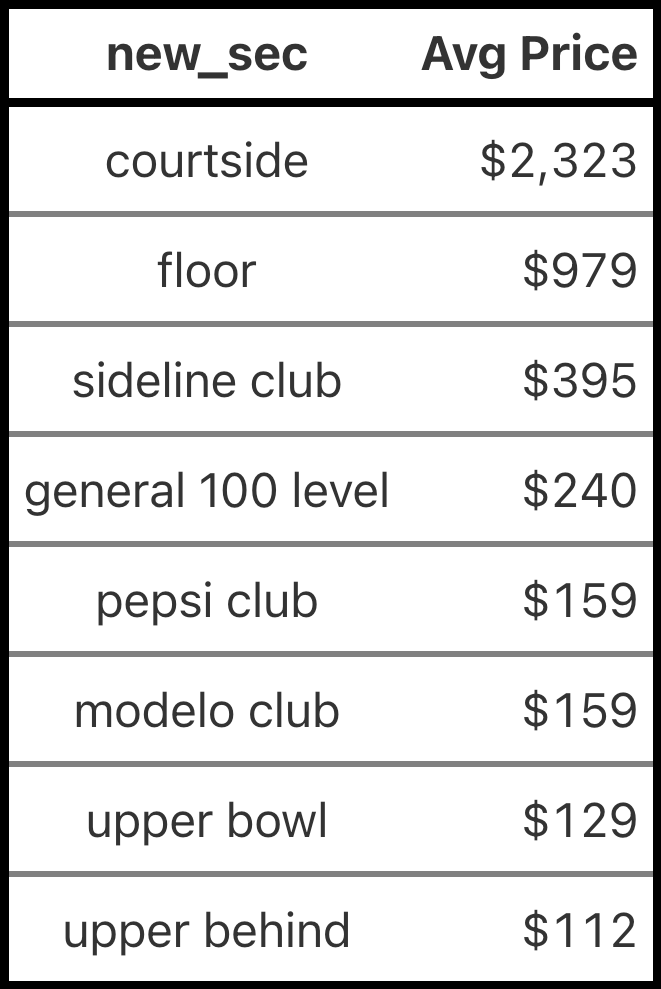 new_sec Avg Price
courtside $2,323
floor $979
sideline club $395
general 100 level $240
pepsi club $159
modelo club $159
upper bowl $129
upper behind $112